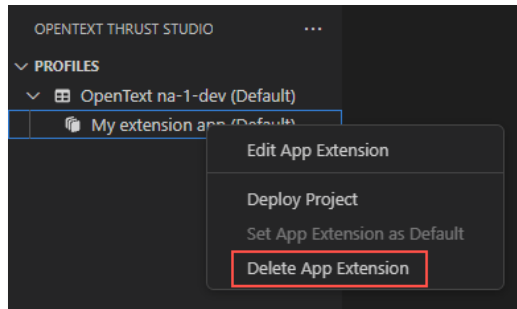 OPENTEXT THRUST STUDIO ...
PROFILES
OpenText na-1-dev (Default)
My extension app (Default)
Edit App Extension
Deploy Project
Set App Extension as Default
Delete App Extension